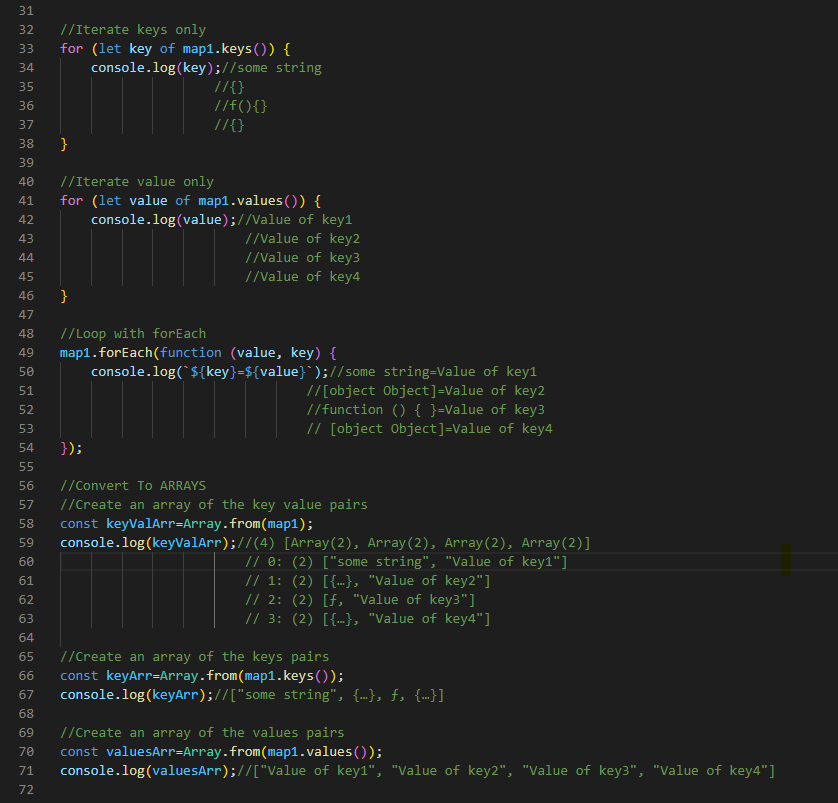 31
32 //Iterate keys only
33 for (let key of map1.keys()) {
34     console.log(key);//some string
35                     //{}
36                     //f(){}
37                     //{}
38 }
39
40 //Iterate value only
41 for (let value of map1.values()) {
42     console.log(value);//Value of key1
43                         //Value of key2
44                         //Value of key3
45                         //Value of key4
46 }
47
48 //Loop with forEach
49 map1.forEach(function (value, key) {
50     console.log(`${key}=${value}`);//some string=Value of key1
51                                 //[object Object]=Value of key2
52                                 //function () { }=Value of key3
53                                 // [object Object]=Value of key4
54 });
55
56 //Convert To ARRAYS
57 //Create an array of the key value pairs
58 const keyValArr=Array.from(map1);
59 console.log(keyValArr);//(4) [Array(2), Array(2), Array(2), Array(2)]
60                         // 0: (2) ["some string", "Value of key1"]
61                         // 1: (2) [{…}, "Value of key2"]
62                         // 2: (2) [ƒ, "Value of key3"]
63                         // 3: (2) [{…}, "Value of key4"]
64
65 //Create an array of the keys pairs
66 const keyArr=Array.from(map1.keys());
67 console.log(keyArr);//["some string", {…}, ƒ, {…}]
68
69 //Create an array of the values pairs
70 const valuesArr=Array.from(map1.values());
71 console.log(valuesArr);//["Value of key1", "Value of key2", "Value of key3", "Value of key4"]
72